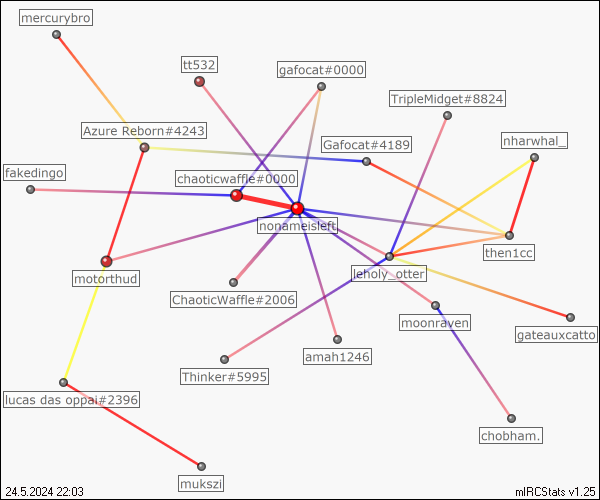 mercurybro
tt532
gafocat#0000
TripleMidget#8824
Azure Reborn#4243
Gafocat#4189
nharwhal_
fakedingo
chaoticwaffle#0000
nonameisleft
then1cc
motorthud
leholy_otter
ChaoticWaffle#2006
moonraven
gateauxcatto
amah1246
Thinker#5995
lucas das oppai#2396
chobham.
mukszi
24.5.2024 22:03
mIRCStats v1.25